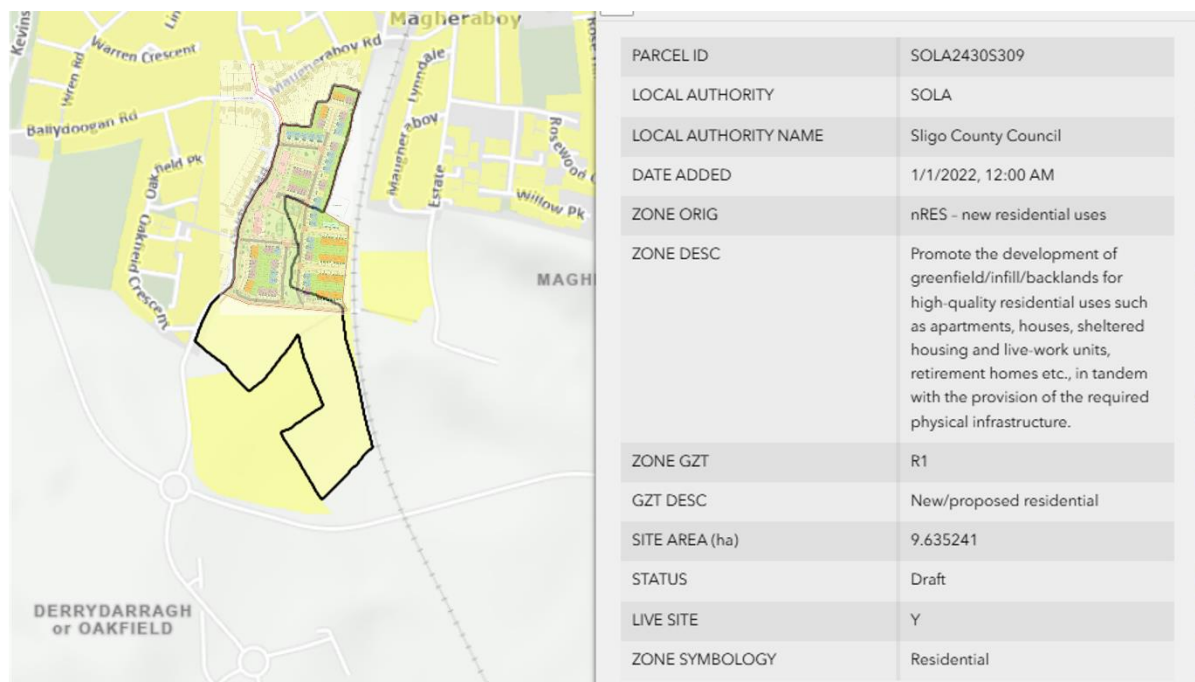 Magheraboy
Kevins
Lin
Rose
Warren Crescent
Wren Rd
Maugheraboy Rd
Lynndale
Ballydoogan Rd
Maugheraboy
Estate
Rosewood
Oakfield Pk
Willow Pk
Oakfield Crescent
MAGH
DERRYDARRAGH
or OAKFIELD
PARCEL ID SOLA2430S309
LOCAL AUTHORITY SOLA
LOCAL AUTHORITY NAME Sligo County Council
DATE ADDED 1/1/2022, 12:00 AM
ZONE ORIG nRES – new residential uses
ZONE DESC Promote the development of
greenfield/infill/backlands for
high-quality residential uses such
as apartments, houses, sheltered
housing and live-work units,
retirement homes etc., in tandem
with the provision of the required
physical infrastructure.
ZONE GZT R1
GZT DESC New/proposed residential
SITE AREA (ha) 9.635241
STATUS Draft
LIVE SITE Y
ZONE SYMBOLOGY Residential